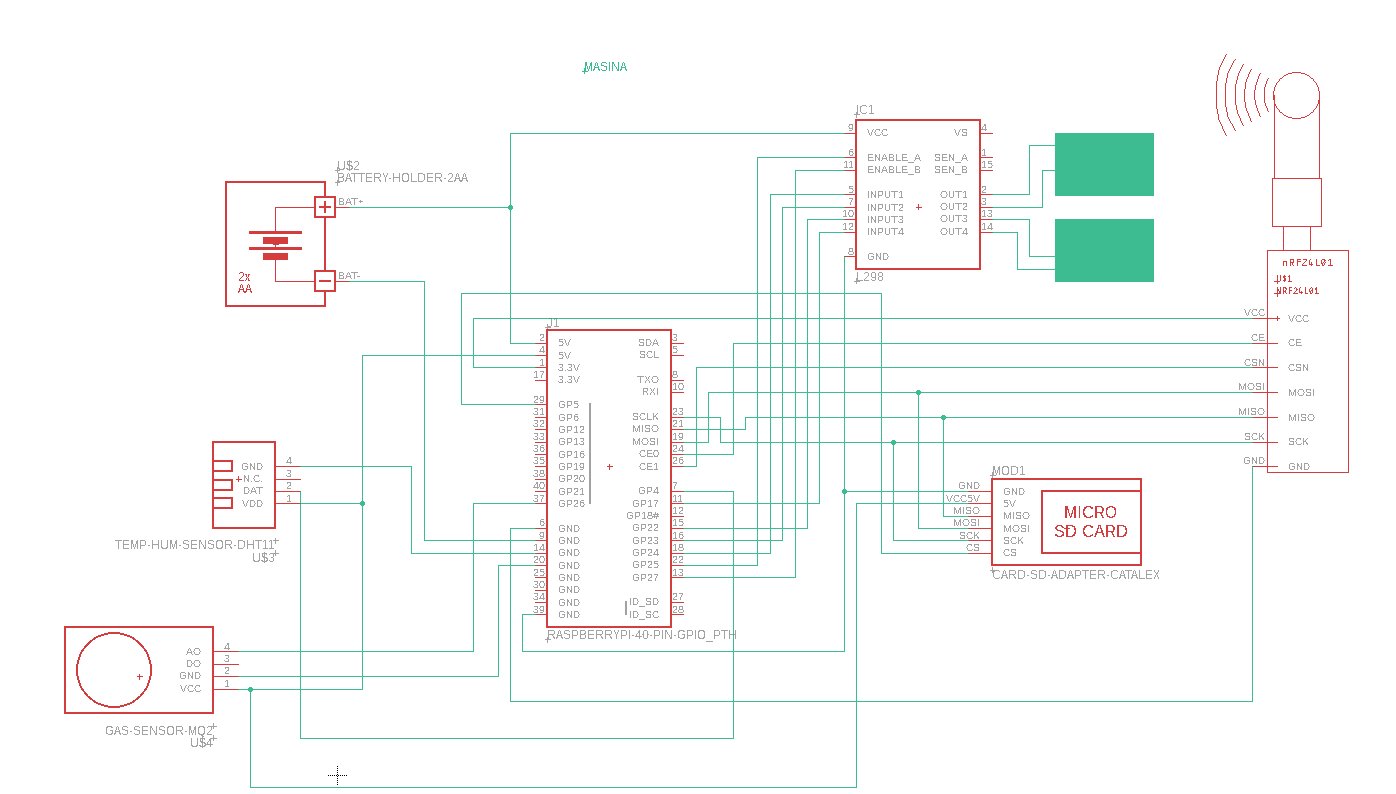 MASINA
IC1
9 VCC VS 4
6 ENABLE_A SEN_A 1
11 ENABLE_B SEN_B 15
5 INPUT1 OUT1 2
7 INPUT2 OUT2 3
10 INPUT3 OUT3 13
12 INPUT4 OUT4 14
8 GND
L298
U$2
BATTERY-HOLDER-2AA
BAT+
2x
AA
BAT-
nRF24L01
U$1
NRF24L01
VCC VCC
CE CE
CSN CSN
MOSI MOSI
MISO MISO
SCK SCK
GND GND
J1
2 5V SDA 3
4 5V SCL 5
1 3.3V
17 3.3V TXO 8
RXI 10
29 GP5
31 GP6 SCLK 23
32 GP12 MISO 21
33 GP13 MOSI 19
36 GP16 CE0 24
35 GP19 CE1 26
38 GP20
40 GP21 GP4 7
37 GP26 GP17 11
GP18# 12
6 GND GP22 15
9 GND GP23 16
14 GND GP24 18
20 GND GP25 22
25 GND GP27 13
30 GND
34 GND ID_SD 27
39 GND ID_SC 28
RASPBERRYPI-40-PIN-GPIO_PTH
GND 4
N.C. 3
DAT 2
VDD 1
TEMP-HUM-SENSOR-DHT11
U$3
MOD1
GND GND
VCC5V 5V
MISO MISO
MOSI MOSI
SCK SCK
CS CS
MICRO
SD CARD
CARD-SD-ADAPTER-CATALEX
AO 4
DO 3
GND 2
VCC 1
GAS-SENSOR-MQ2
U$4